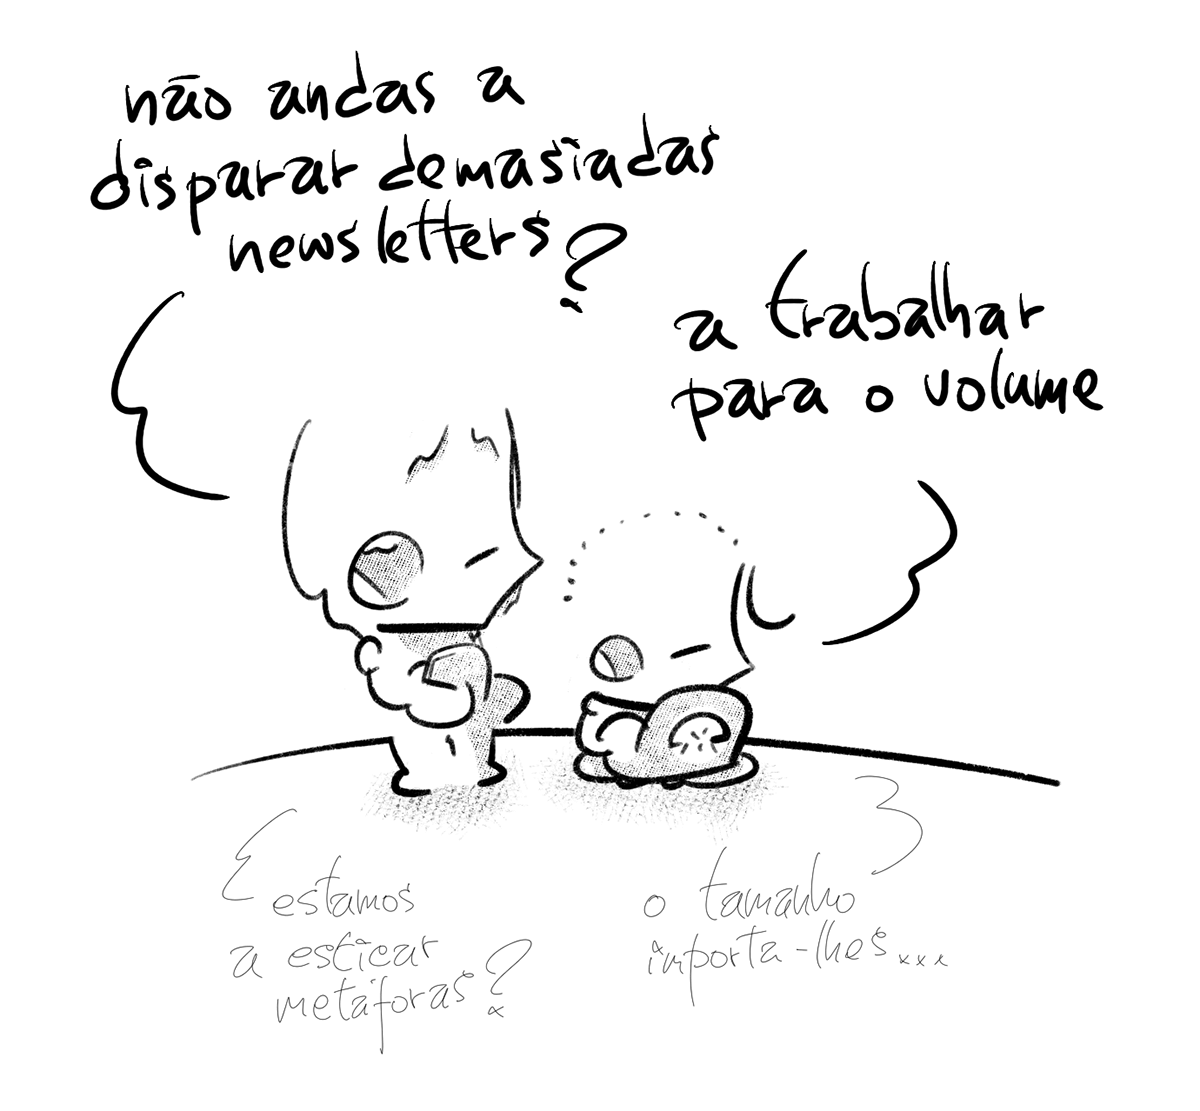 não andas a
disparar demasiadas
newsletters?
a trabalhar
para o volume
estamos
a esticar
metáforas?
o tamanho
importa-lhes...